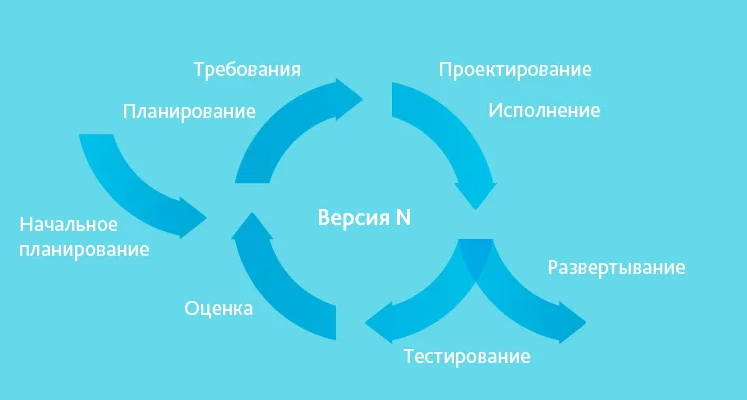 Требования
Проектирование
Планирование
Исполнение
Версия N
Начальное
планирование
Развертывание
Оценка
Тестирование